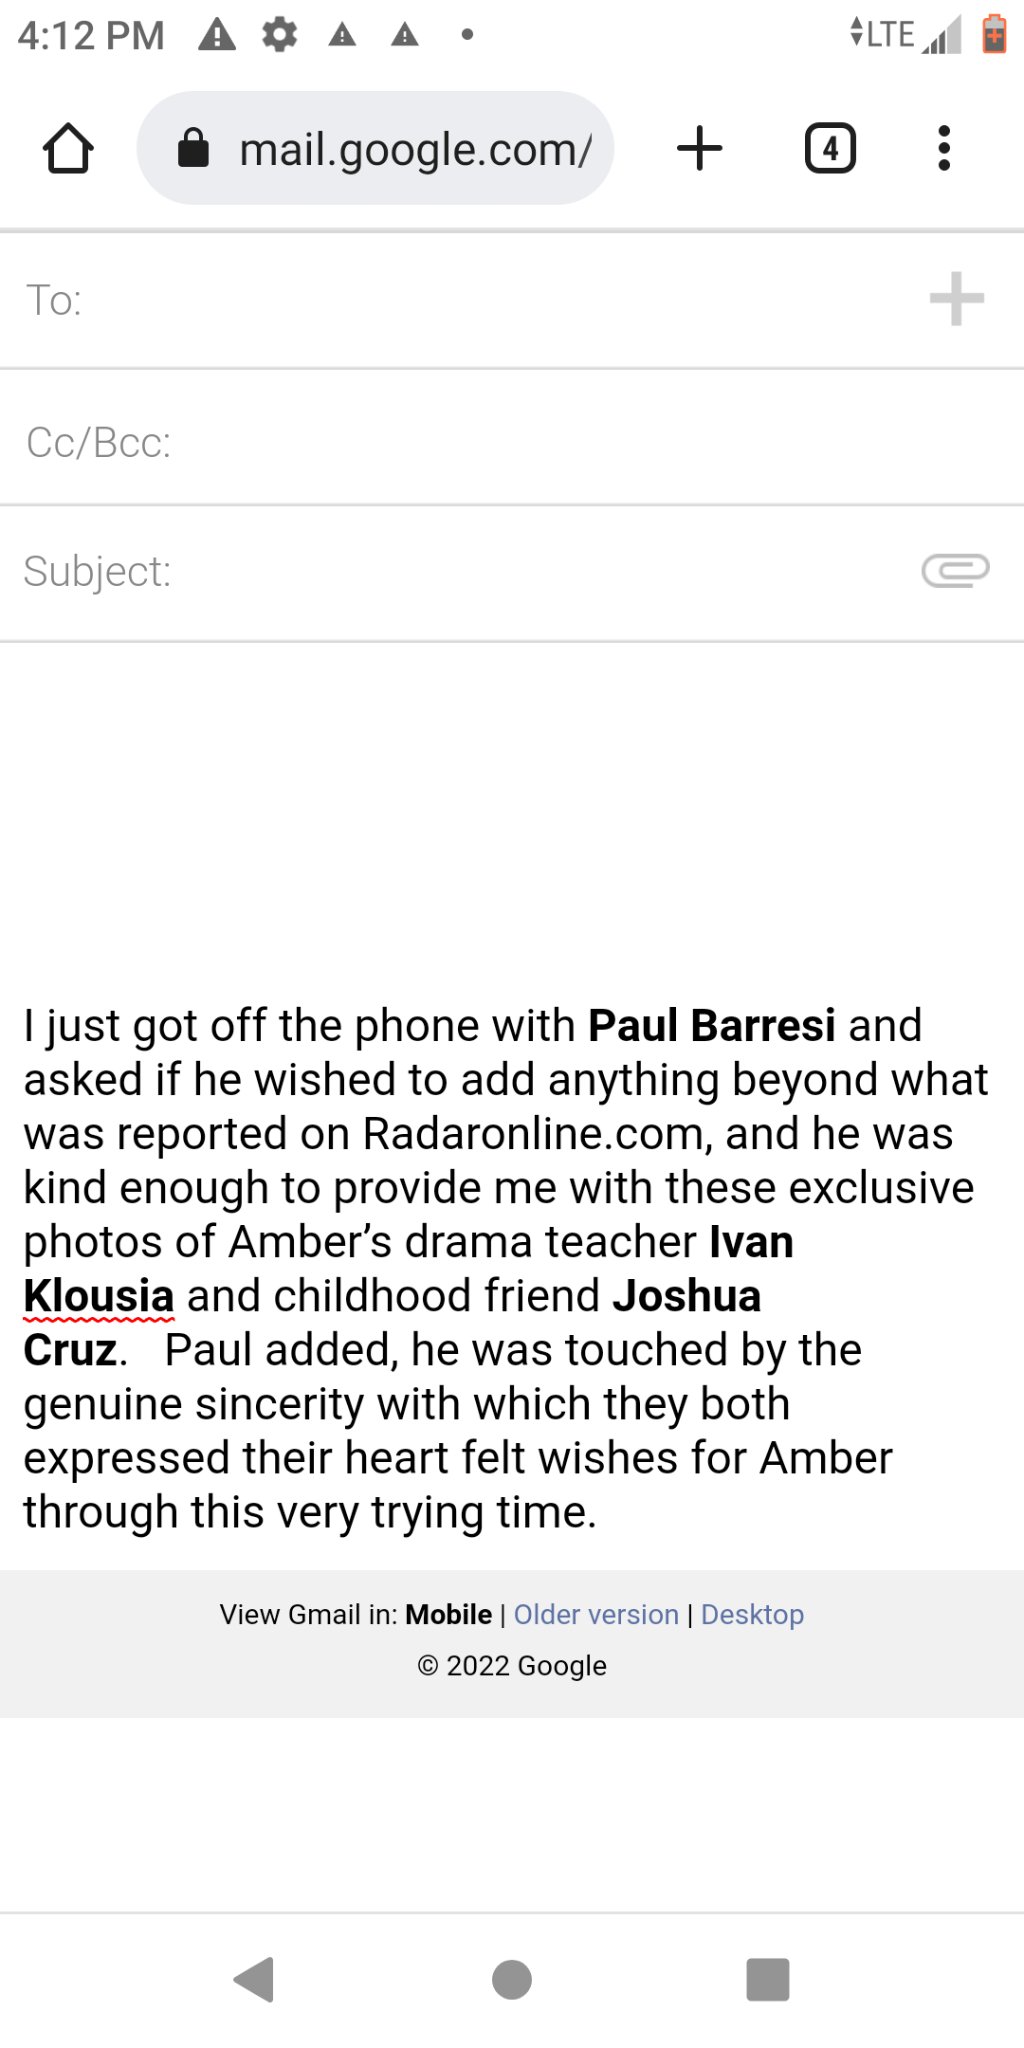 4:12 PM LTE
mail.google.com/ 4
To:
Cc/Bcc:
Subject:
I just got off the phone with Paul Barresi and
asked if he wished to add anything beyond what
was reported on Radaronline.com, and he was
kind enough to provide me with these exclusive
photos of Amber’s drama teacher Ivan
Klousia and childhood friend Joshua
Cruz.   Paul added, he was touched by the
genuine sincerity with which they both
expressed their heart felt wishes for Amber
through this very trying time.
View Gmail in: Mobile | Older version | Desktop
© 2022 Google